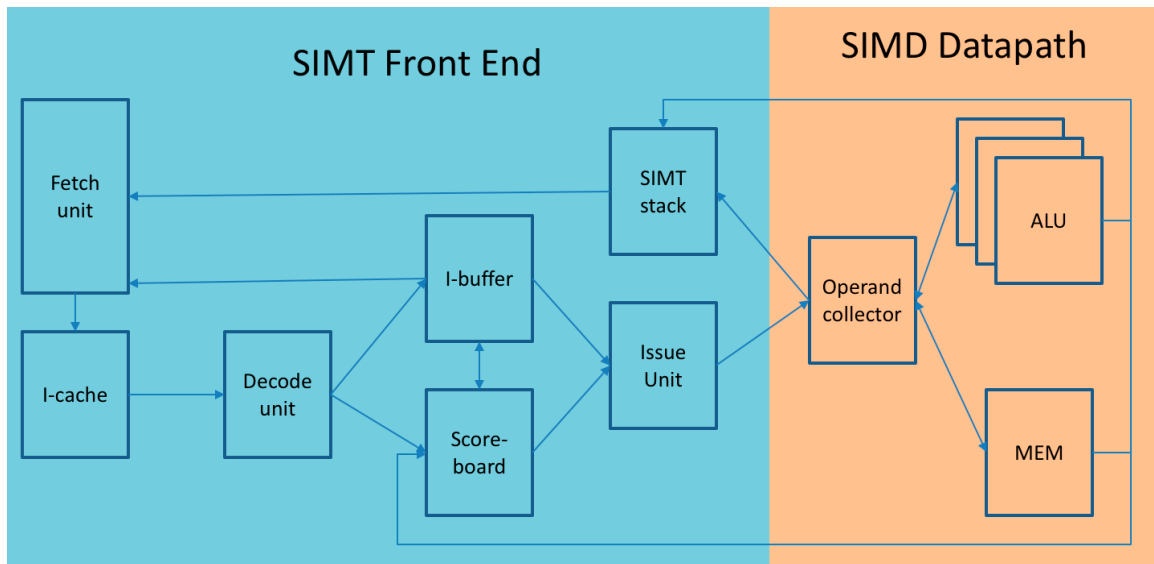 SIMT Front End
SIMD Datapath
Fetch
unit
SIMT
stack
ALU
I-buffer
Operand
collector
I-cache
Decode
unit
Issue
Unit
Score-
board
MEM